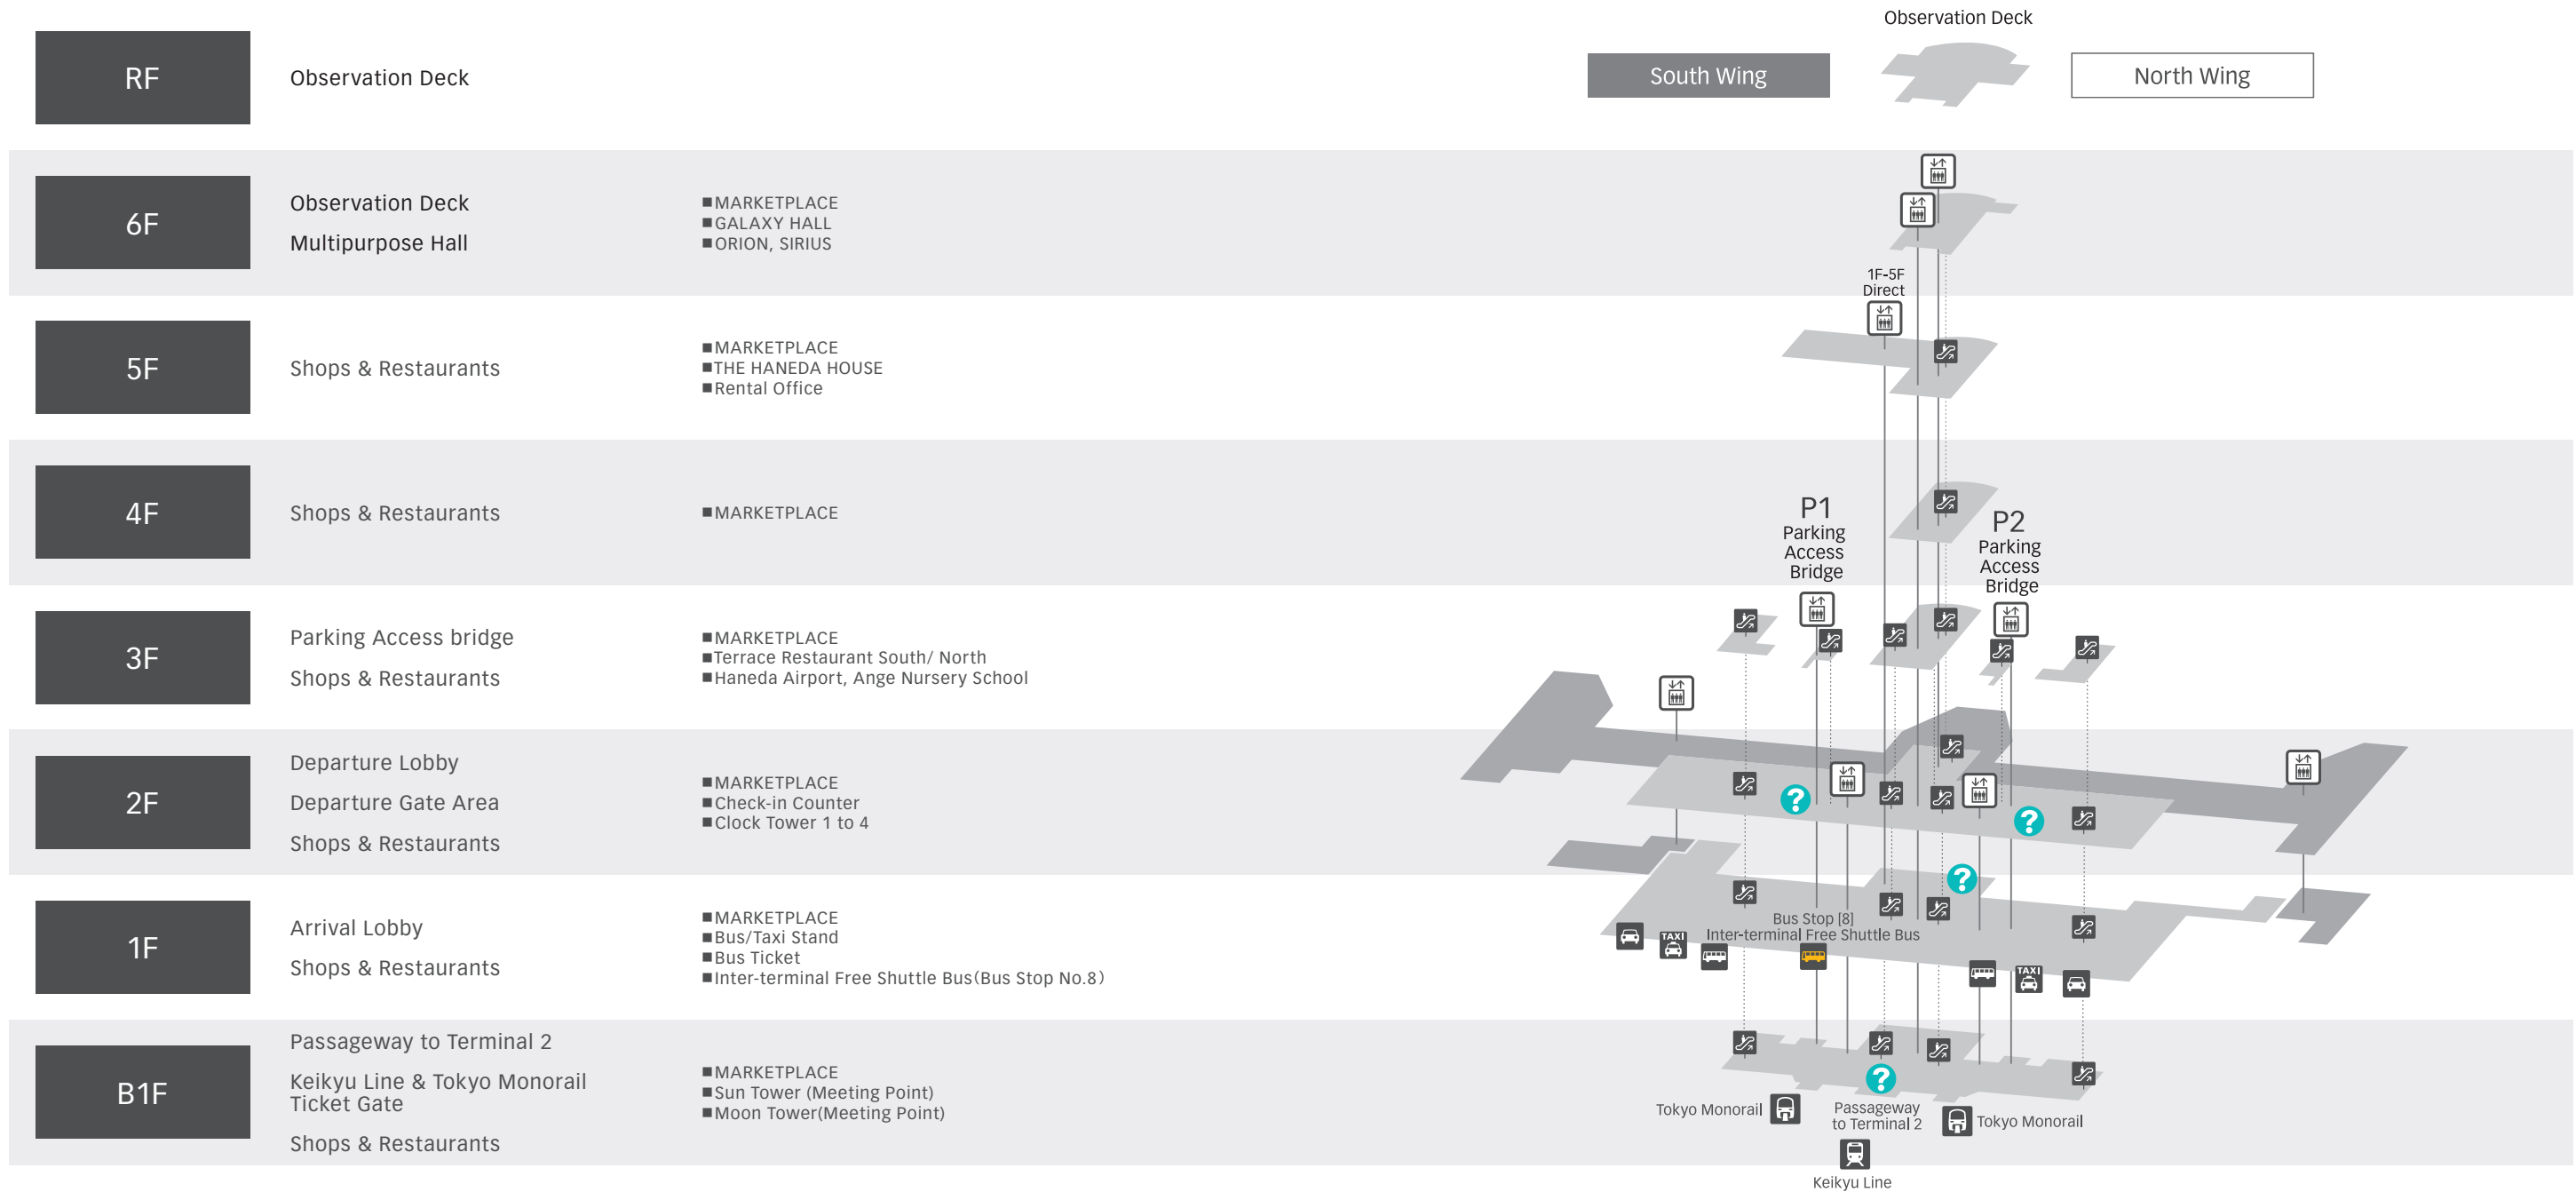 Observation Deck
RF
Observation Deck
South Wing
North Wing
6F
Observation Deck
Multipurpose Hall
■MARKETPLACE
■GALAXY HALL
■ORION, SIRIUS
1F-5F
Direct
5F
Shops & Restaurants
■MARKETPLACE
■THE HANEDA HOUSE
■Rental Office
4F
Shops & Restaurants
■MARKETPLACE
P1
Parking
Access
Bridge
P2
Parking
Access
Bridge
3F
Parking Access bridge
Shops & Restaurants
■MARKETPLACE
■Terrace Restaurant South/ North
■Haneda Airport, Ange Nursery School
2F
Departure Lobby
Departure Gate Area
Shops & Restaurants
■MARKETPLACE
■Check-in Counter
■Clock Tower 1 to 4
?
?
?
1F
Arrival Lobby
Shops & Restaurants
■MARKETPLACE
■Bus/Taxi Stand
■Bus Ticket
■Inter-terminal Free Shuttle Bus(Bus Stop No.8)
Bus Stop [8]
Inter-terminal Free Shuttle Bus
TAXI
TAXI
B1F
Passageway to Terminal 2
Keikyu Line & Tokyo Monorail
Ticket Gate
Shops & Restaurants
■MARKETPLACE
■Sun Tower (Meeting Point)
■Moon Tower(Meeting Point)
?
Tokyo Monorail
Passageway
to Terminal 2
Tokyo Monorail
Keikyu Line